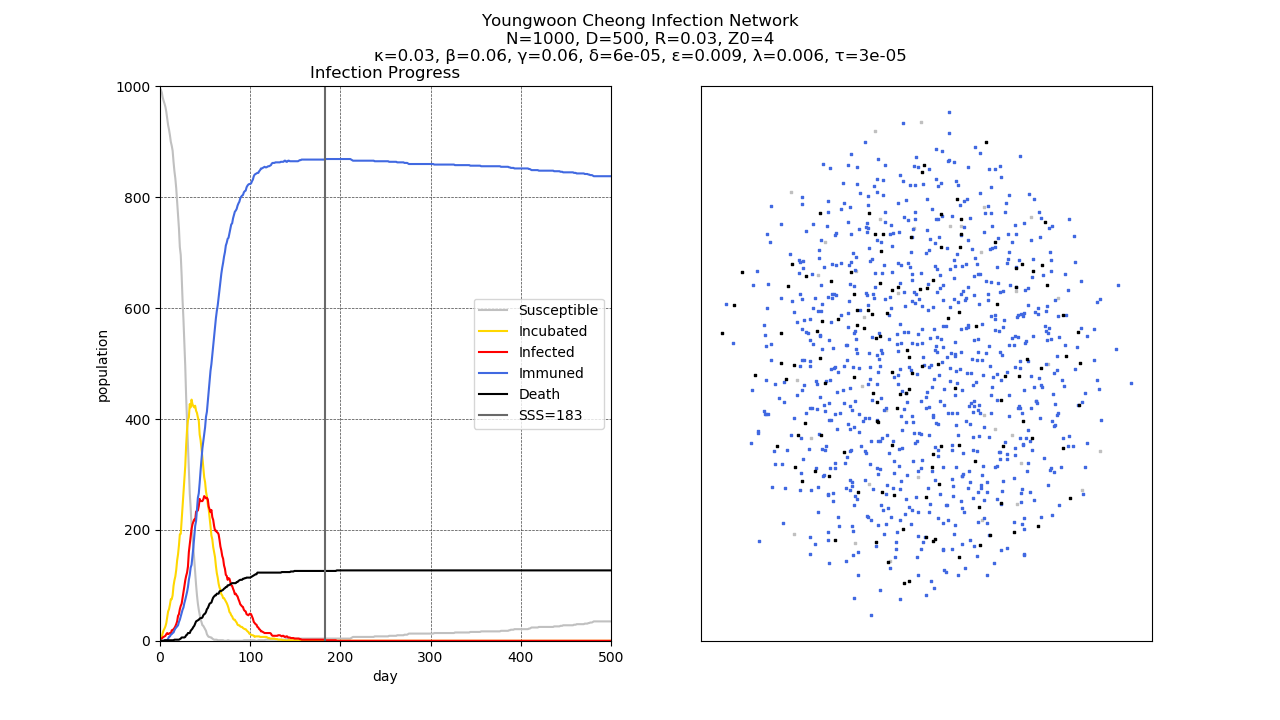 Youngwoon Cheong Infection Network
N=1000, D=500, R=0.03, Z0=4
κ=0.03, β=0.06, γ=0.06, δ=6e-05, ε=0.009, λ=0.006, τ=3e-05
Infection Progress
population
1000
800
600
400
200
0
Susceptible
Incubated
Infected
Immuned
Death
SSS=183
0 100 200 300 400 500
day